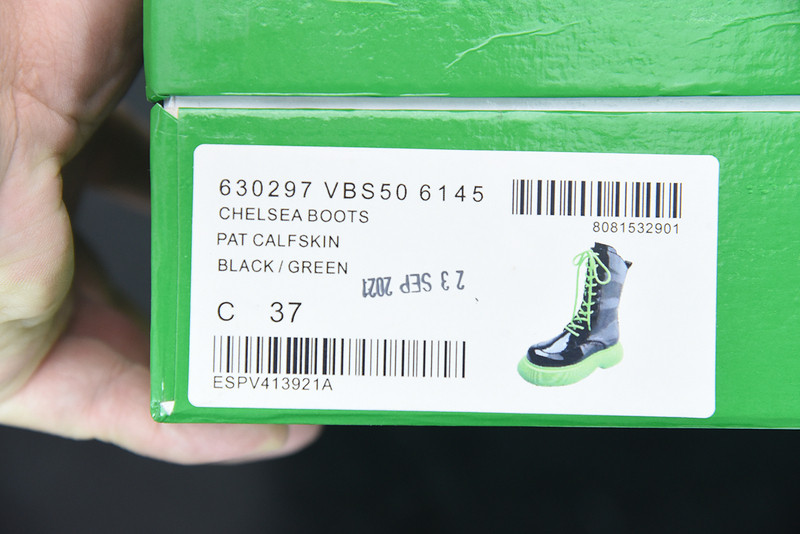 630297 VBS50 6145
8081532901
CHELSEA BOOTS
PAT CALFSKIN
BLACK / GREEN
23 SEP 2021
C 37
ESPV413921A